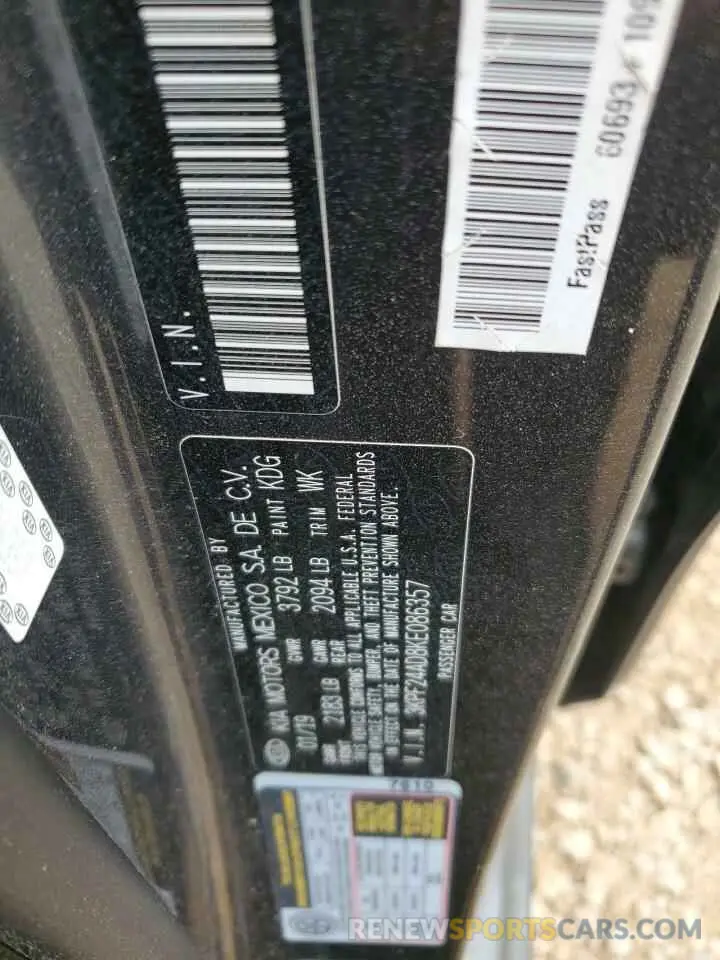 V.I.N.
FastPass
60693
MANUFACTURED BY
KIA MOTORS MEXICO S.A. DE C.V.
01/19 GVWR 3792 LB PAINT KDG
GAWR FRONT 2183 LB GAWR REAR 2094 LB TRIM WK
THIS VEHICLE CONFORMS TO ALL APPLICABLE U.S.A. FEDERAL
MOTOR VEHICLE SAFETY, BUMPER, AND THEFT PREVENTION STANDARDS
IN EFFECT ON THE DATE OF MANUFACTURE SHOWN ABOVE.
V.I.N. 3KPF24AD8KE086357
PASSENGER CAR
7610
RENEWSPORTSCARS.COM